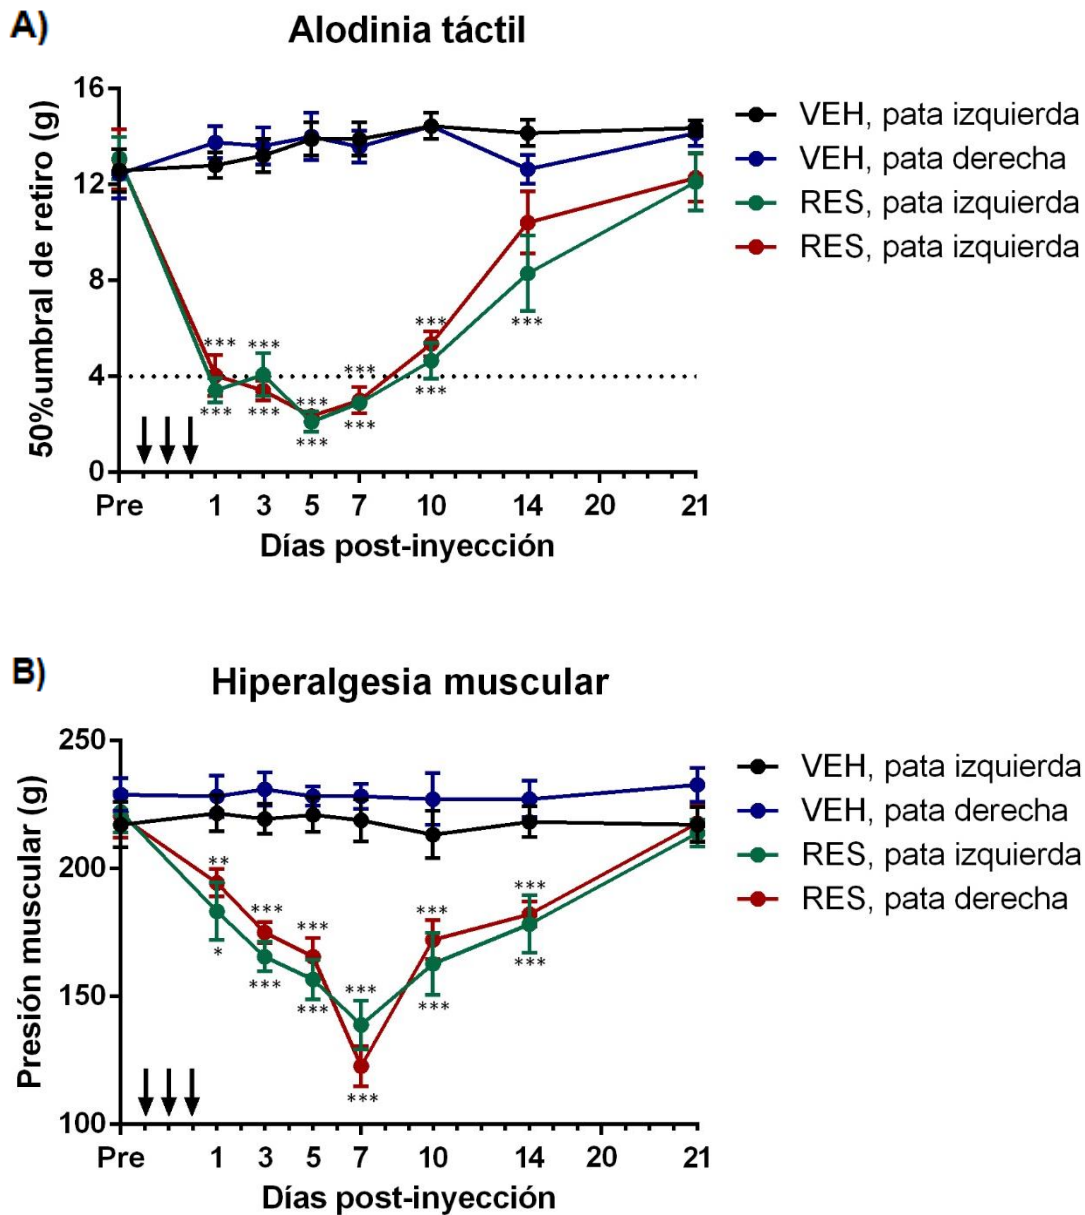 A)
Alodinia táctil
50%umbral de retiro (g)
16
12
8
4
0
*** *** *** *** *** ***
*** *** *** *** ***
Pre 1 3 5 7 10 14 20 21
Días post-inyección
VEH, pata izquierda
VEH, pata derecha
RES, pata izquierda
RES, pata izquierda
B)
Hiperalgesia muscular
Presión muscular (g)
250
200
150
100
** *** *** *** *** ***
* *** *** *** *** ***
Pre 1 3 5 7 10 14 20 21
Días post-inyección
VEH, pata izquierda
VEH, pata derecha
RES, pata izquierda
RES, pata derecha